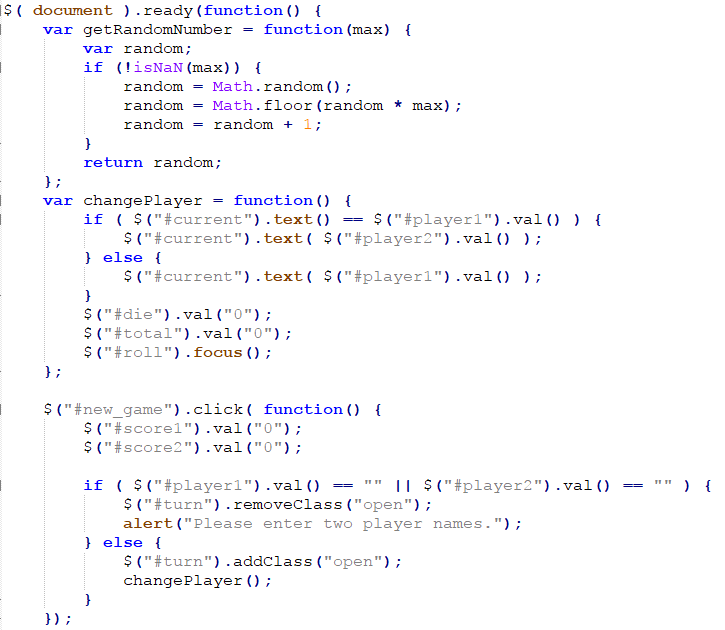 $( document ).ready(function() {
    var getRandomNumber = function(max) {
        var random;
        if (!isNaN(max)) {
            random = Math.random();
            random = Math.floor(random * max);
            random = random + 1;
        }
        return random;
    };
    var changePlayer = function() {
        if ( $("#current").text() == $("#player1").val() ) {
            $("#current").text( $("#player2").val() );
        } else {
            $("#current").text( $("#player1").val() );
        }
        $("#die").val("0");
        $("#total").val("0");
        $("#roll").focus();
    };

    $("#new_game").click( function() {
        $("#score1").val("0");
        $("#score2").val("0");

        if ( $("#player1").val() == "" || $("#player2").val() == "" ) {
            $("#turn").removeClass("open");
            alert("Please enter two player names.");
        } else {
            $("#turn").addClass("open");
            changePlayer();
        }
    });